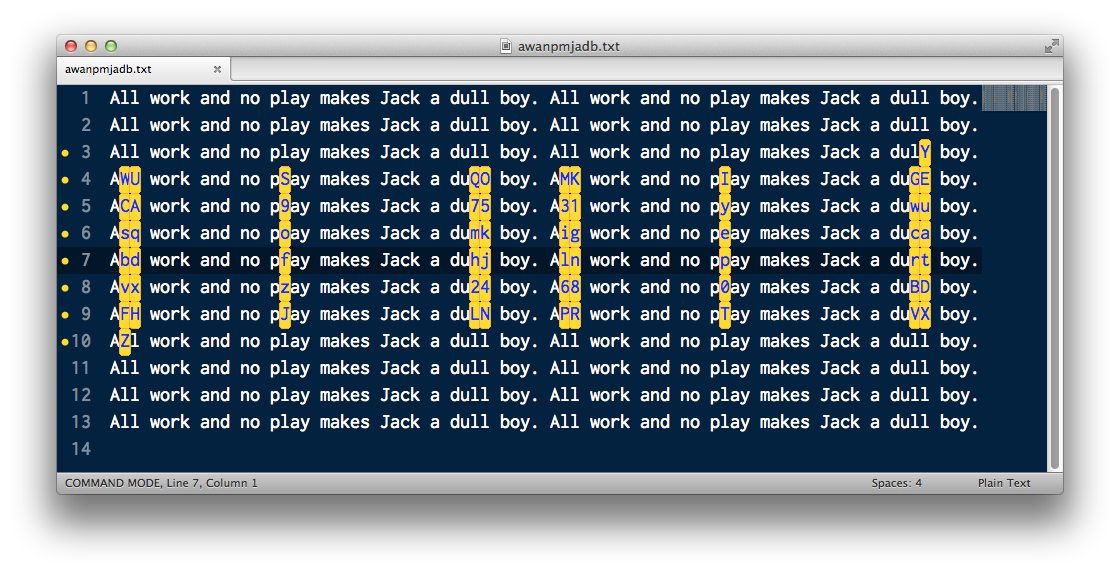 awanpmjadb.txt
awanpmjadb.txt
1 All work and no play makes Jack a dull boy. All work and no play makes Jack a dull boy.
2 All work and no play makes Jack a dull boy. All work and no play makes Jack a dull boy.
3 All work and no play makes Jack a dull boy. All work and no play makes Jack a dulY boy.
4 AWU work and no pSay makes Jack a duQO boy. AMK work and no pIay makes Jack a duGE boy.
5 ACA work and no p9ay makes Jack a du75 boy. A31 work and no pyay makes Jack a duwu boy.
6 Asq work and no poay makes Jack a dumk boy. Aig work and no peay makes Jack a duca boy.
7 Abd work and no pfay makes Jack a duhj boy. Aln work and no ppay makes Jack a durt boy.
8 Avx work and no pzay makes Jack a du24 boy. A68 work and no p0ay makes Jack a duBD boy.
9 AFH work and no pJay makes Jack a duLN boy. APR work and no pTay makes Jack a duVX boy.
10 AZl work and no play makes Jack a dull boy. All work and no play makes Jack a dull boy.
11 All work and no play makes Jack a dull boy. All work and no play makes Jack a dull boy.
12 All work and no play makes Jack a dull boy. All work and no play makes Jack a dull boy.
13 All work and no play makes Jack a dull boy. All work and no play makes Jack a dull boy.
14
COMMAND MODE, Line 7, Column 1 Spaces: 4 Plain Text